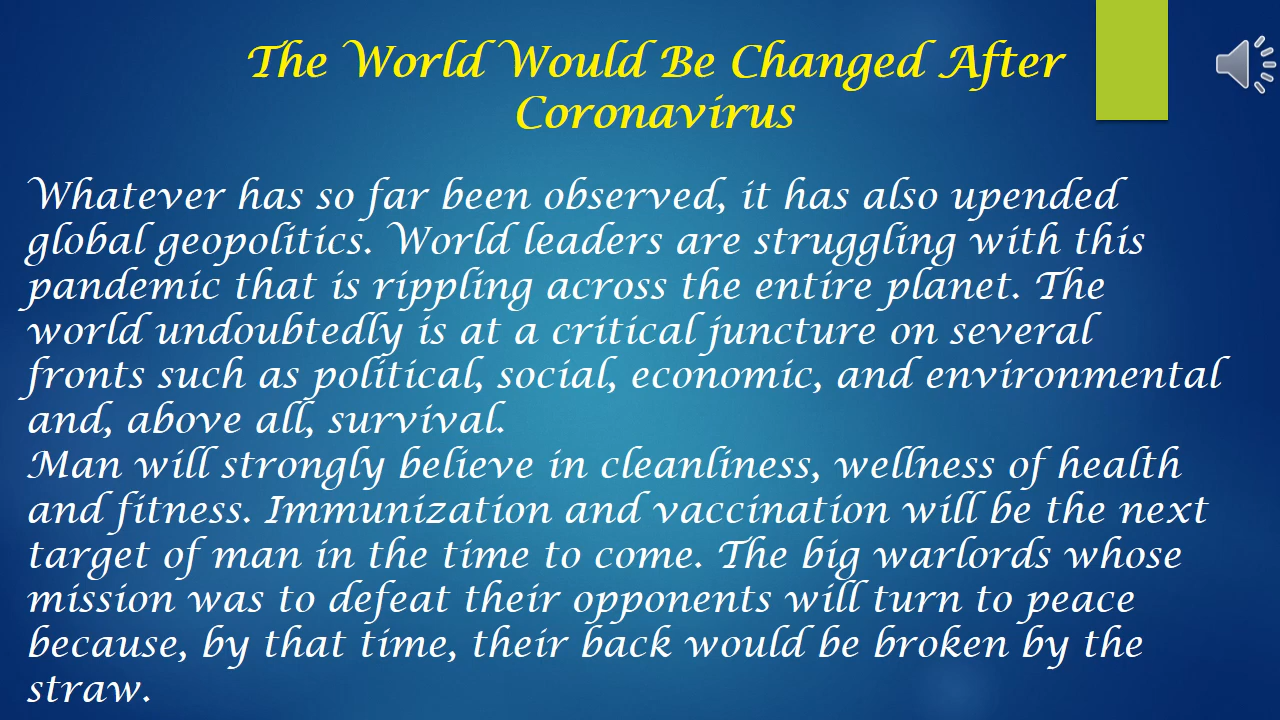 The World Would Be Changed After
Coronavirus
Whatever has so far been observed, it has also upended
global geopolitics. World leaders are struggling with this
pandemic that is rippling across the entire planet. The
world undoubtedly is at a critical juncture on several
fronts such as political, social, economic, and environmental
and, above all, survival.
Man will strongly believe in cleanliness, wellness of health
and fitness. Immunization and vaccination will be the next
target of man in the time to come. The big warlords whose
mission was to defeat their opponents will turn to peace
because, by that time, their back would be broken by the
straw.